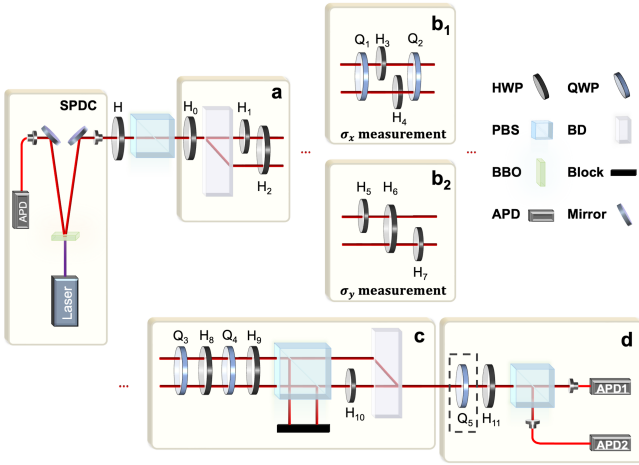 SPDC
H
APD
Laser
a
H₀
H₁
H₂
...
b₁
Q₁
H₃
Q₂
H₄
σₓ measurement
...
b₂
H₅
H₆
H₇
σᵧ measurement
HWP
QWP
PBS
BD
BBO
Block
APD
Mirror
...
c
Q₃
H₈
Q₄
H₉
H₁₀
d
Q₅
H₁₁
APD1
APD2